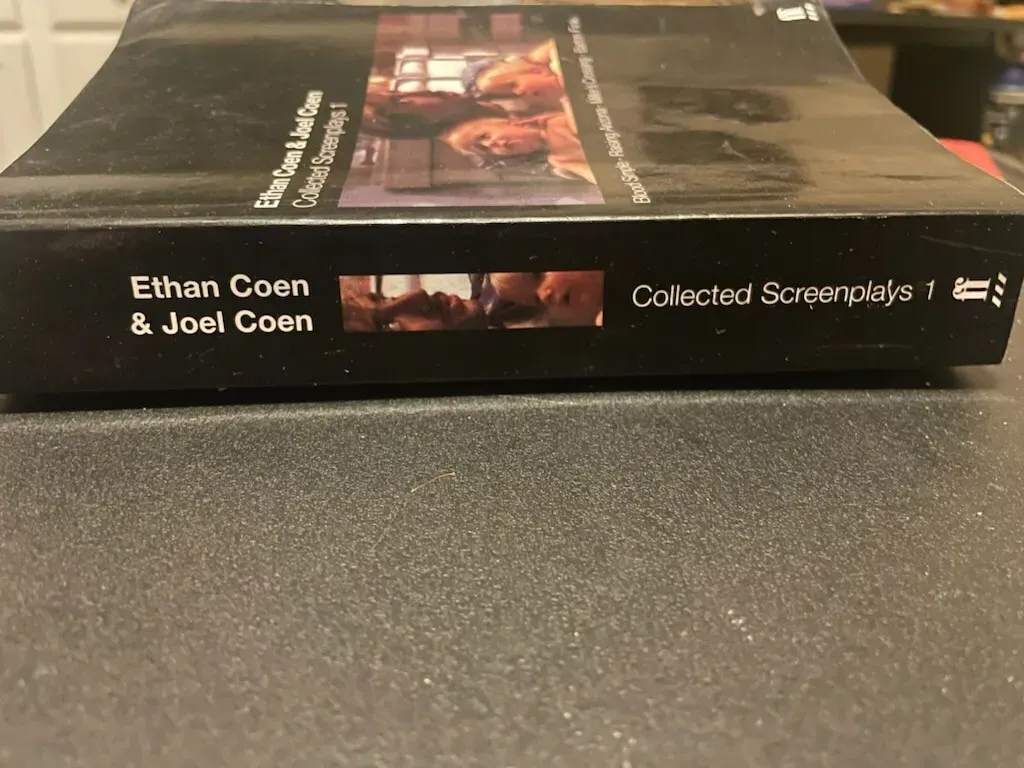 Ethan Coen & Joel Coen
Collected Screenplays 1
Blood Simple · Raising Arizona · Miller's Crossing · Barton Fink
ff
Ethan Coen
& Joel Coen
Collected Screenplays 1
ff